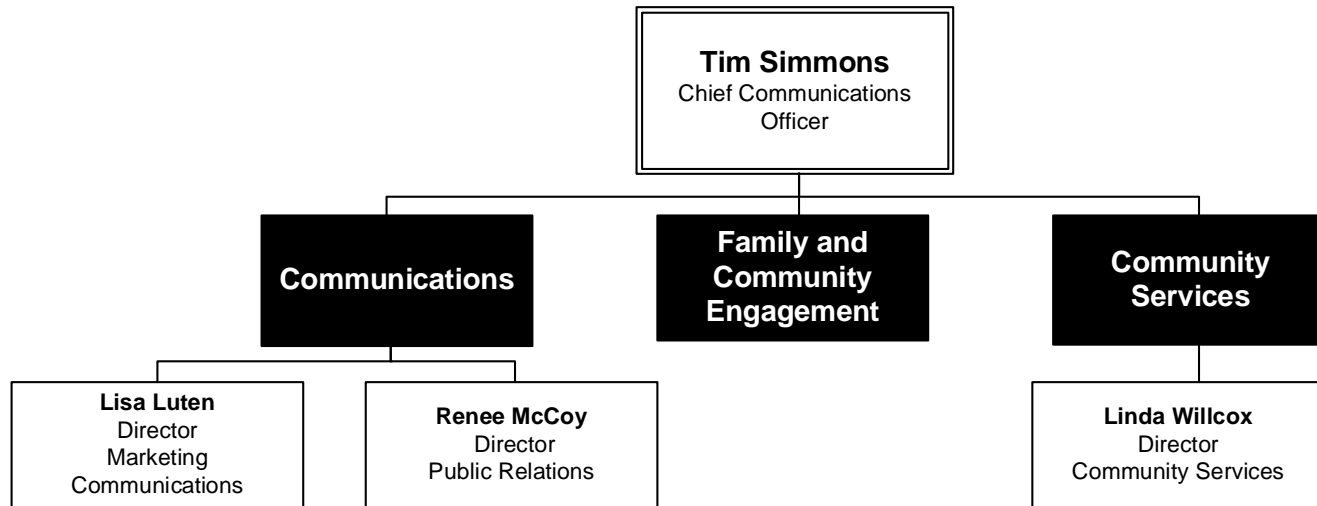 Tim Simmons
Chief Communications
Officer
Communications
Family and
Community
Engagement
Community
Services
Lisa Luten
Director
Marketing
Communications
Renee McCoy
Director
Public Relations
Linda Willcox
Director
Community Services